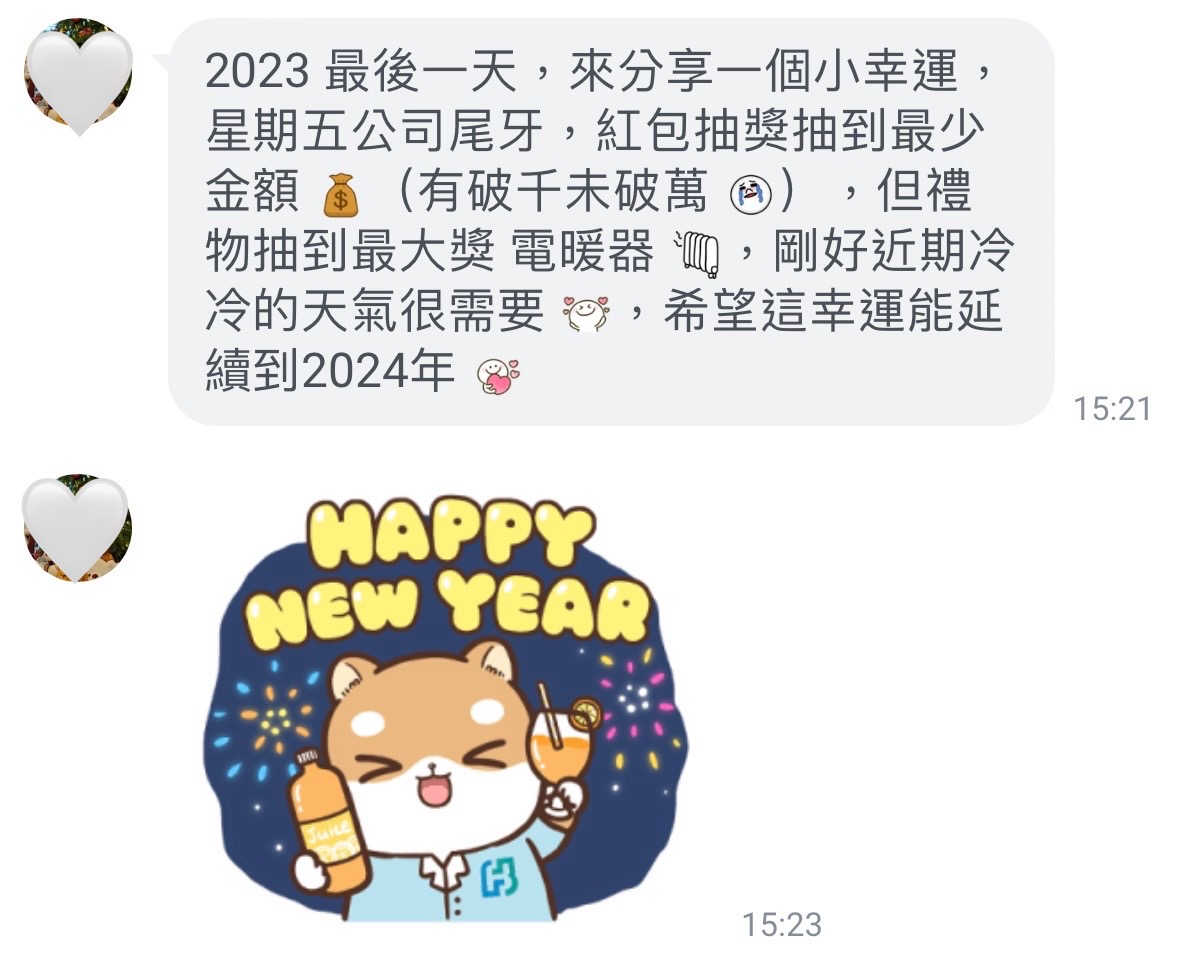 2023 最後一天，來分享一個小幸運，
星期五公司尾牙，紅包抽獎抽到最少
金額 💰（有破千未破萬 😭），但禮
物抽到最大獎 電暖器，剛好近期冷
冷的天氣很需要，希望這幸運能延
續到2024年
15:21
HAPPY
NEW YEAR
Juice
15:23